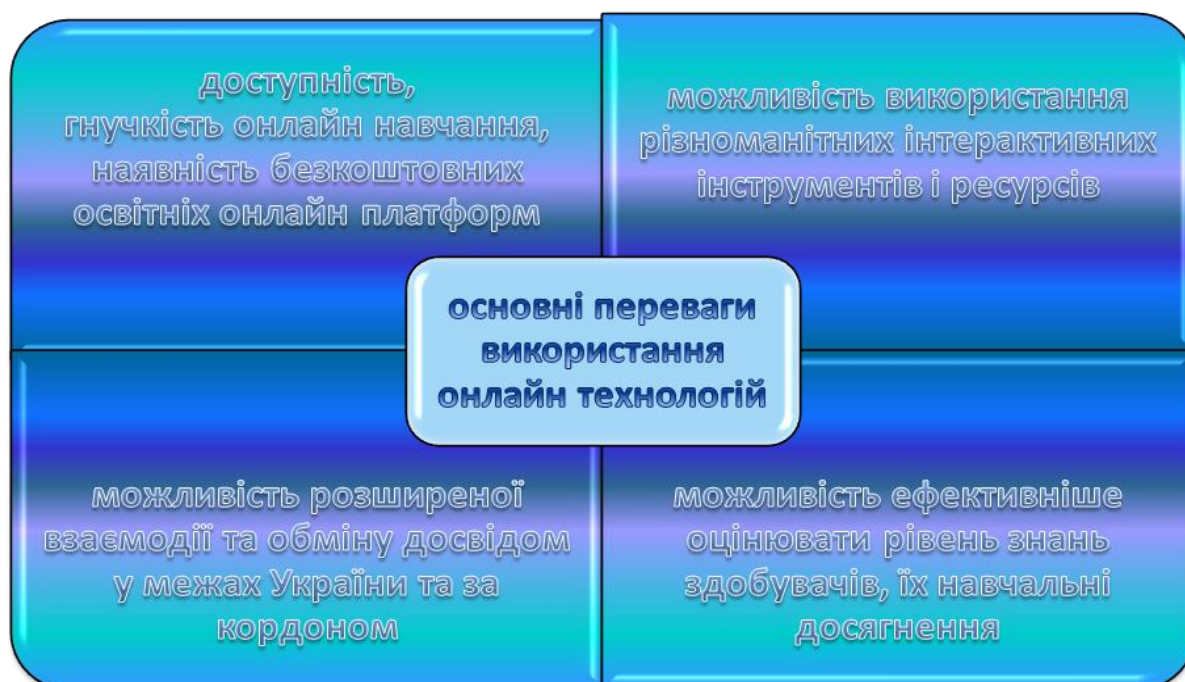 доступність,
гнучкість онлайн навчання,
наявність безкоштовних
освітніх онлайн платформ
можливість використання
різноманітних інтерактивних
інструментів і ресурсів
основні переваги
використання
онлайн технологій
можливість розширеної
взаємодії та обміну досвідом
у межах України та за
кордоном
можливість ефективніше
оцінювати рівень знань
здобувачів, їх навчальні
досягнення